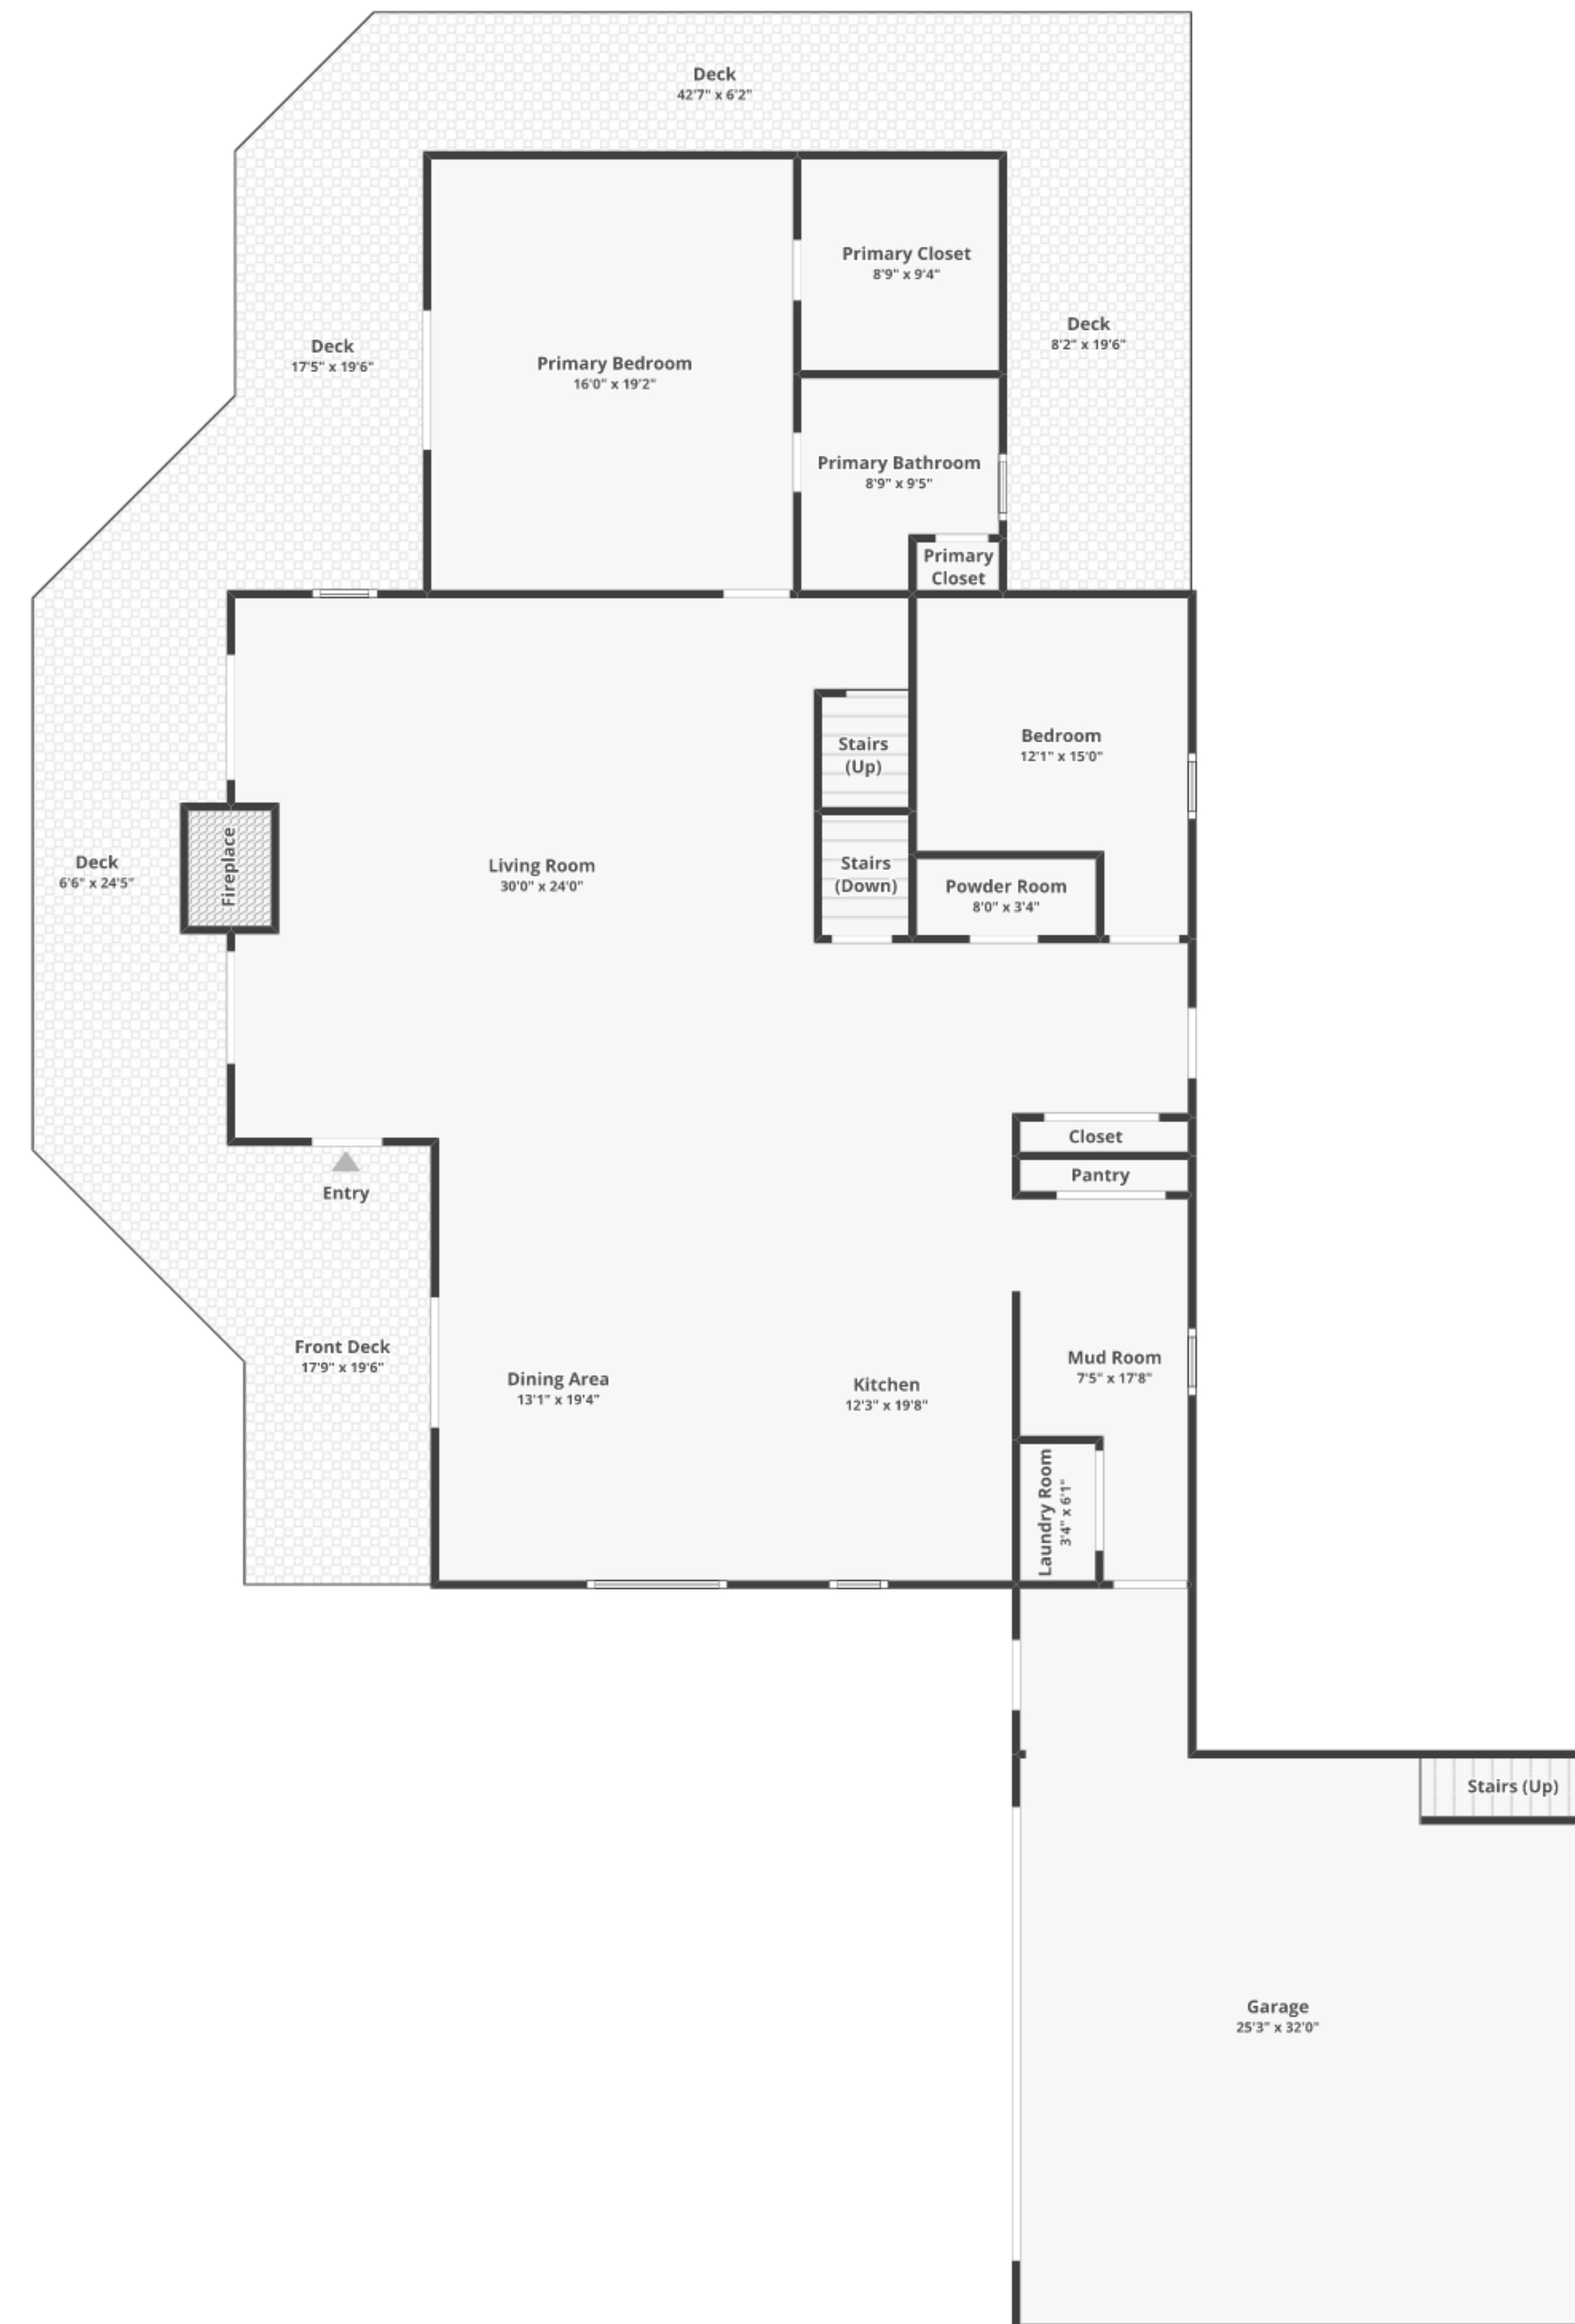 Deck
42'7" x 6'2"
Primary Closet
8'9" x 9'4"
Deck
8'2" x 19'6"
Deck
17'5" x 19'6"
Primary Bedroom
16'0" x 19'2"
Primary Bathroom
8'9" x 9'5"
Primary
Closet
Bedroom
12'1" x 15'0"
Stairs
(Up)
Deck
6'6" x 24'5"
Fireplace
Living Room
30'0" x 24'0"
Stairs
(Down)
Powder Room
8'0" x 3'4"
Closet
Pantry
Entry
Front Deck
17'9" x 19'6"
Dining Area
13'1" x 19'4"
Kitchen
12'3" x 19'8"
Mud Room
7'5" x 17'8"
Laundry Room
3'4" x 6'1"
Stairs (Up)
Garage
25'3" x 32'0"